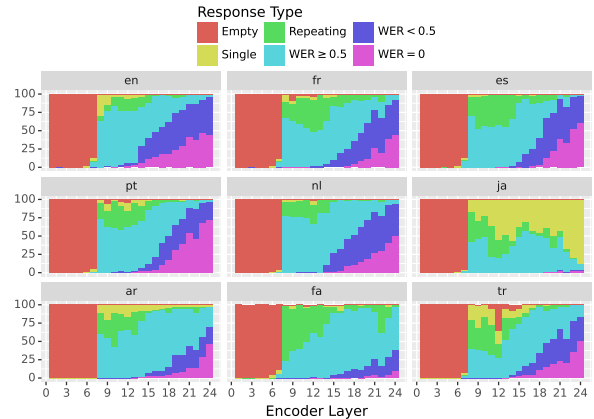 Response Type
Empty Repeating WER < 0.5
Single WER ≥ 0.5 WER = 0
en fr es
100
75
50
25
0
pt nl ja
100
75
50
25
0
ar fa tr
100
75
50
25
0
0 3 6 9 12 15 18 21 24 0 3 6 9 12 15 18 21 24 0 3 6 9 12 15 18 21 24
Encoder Layer